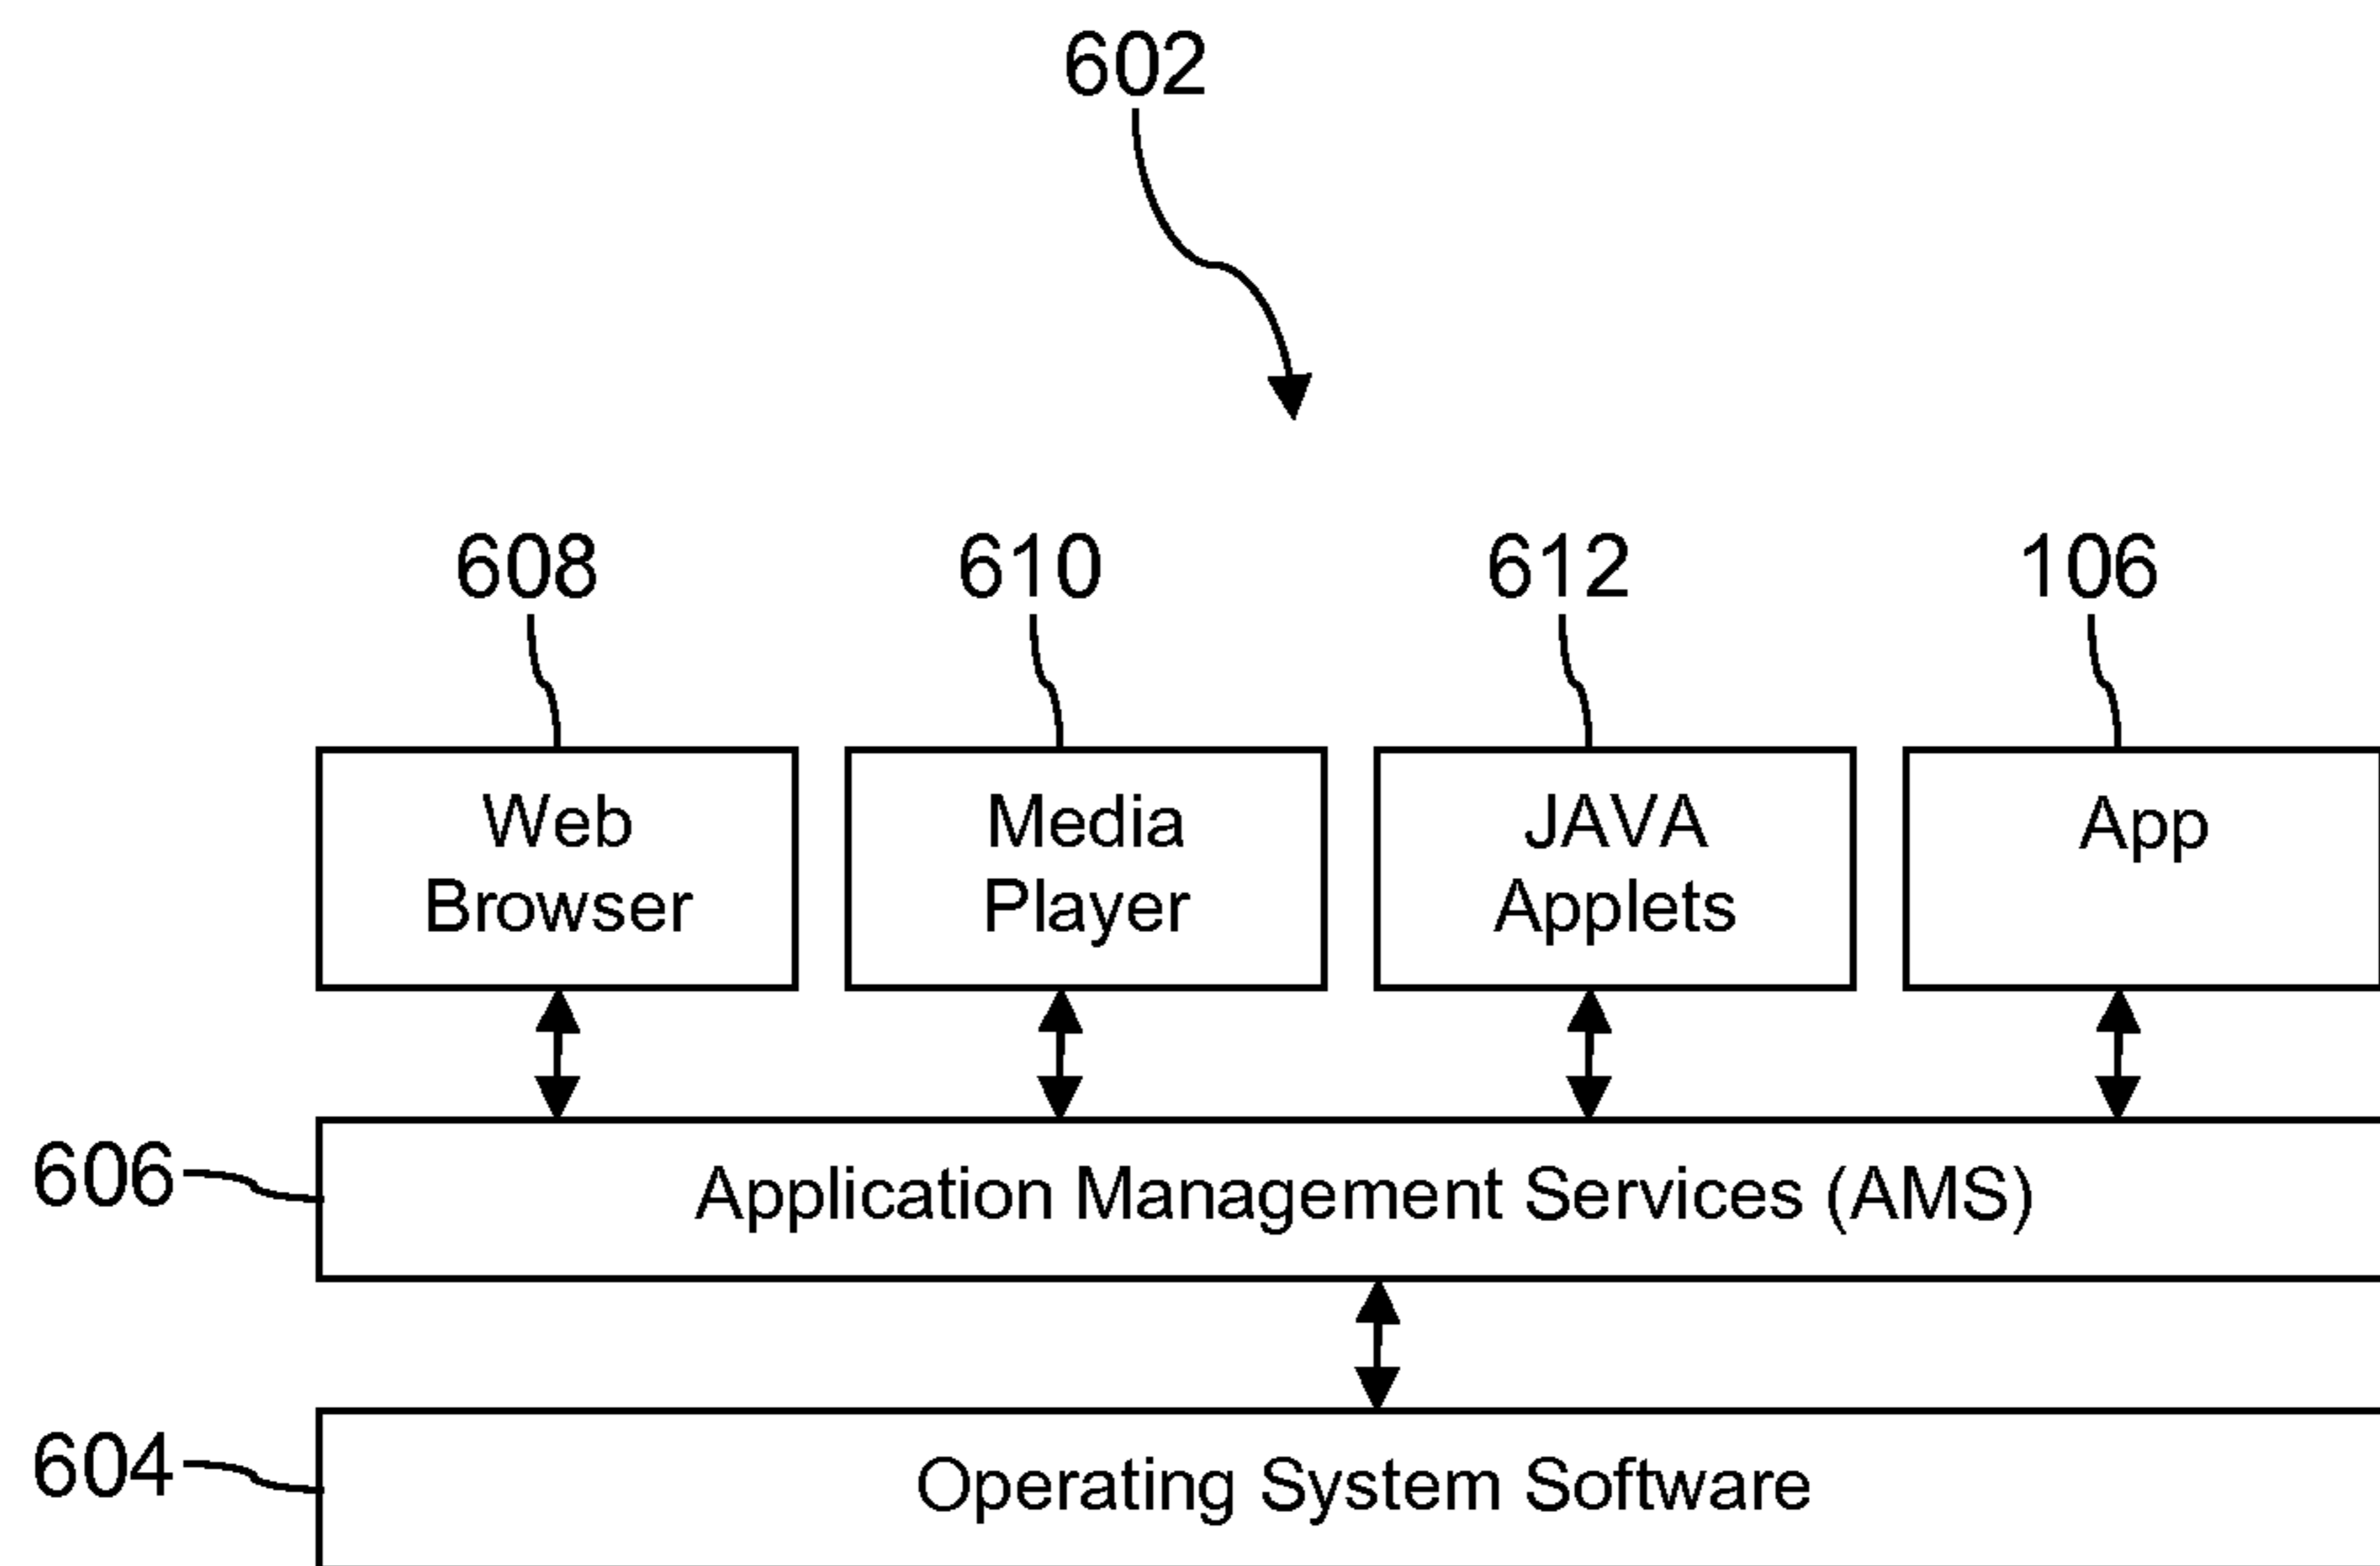 602
608 610 612 106
Web Browser
Media Player
JAVA Applets
App
606 Application Management Services (AMS)
604 Operating System Software